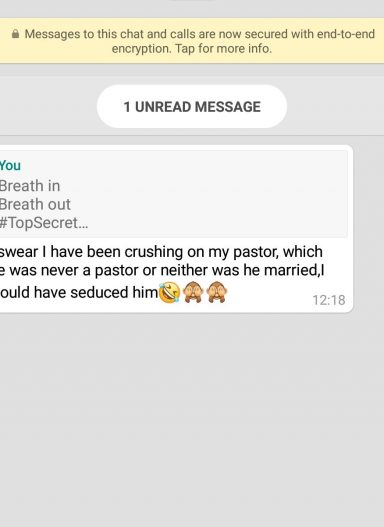 Messages to this chat and calls are now secured with end-to-end
encryption. Tap for more info.
1 UNREAD MESSAGE
You
Breath in
Breath out
#TopSecret...
swear I have been crushing on my pastor, which
e was never a pastor or neither was he married,I
ould have seduced him🤣🙈🙈
12:18